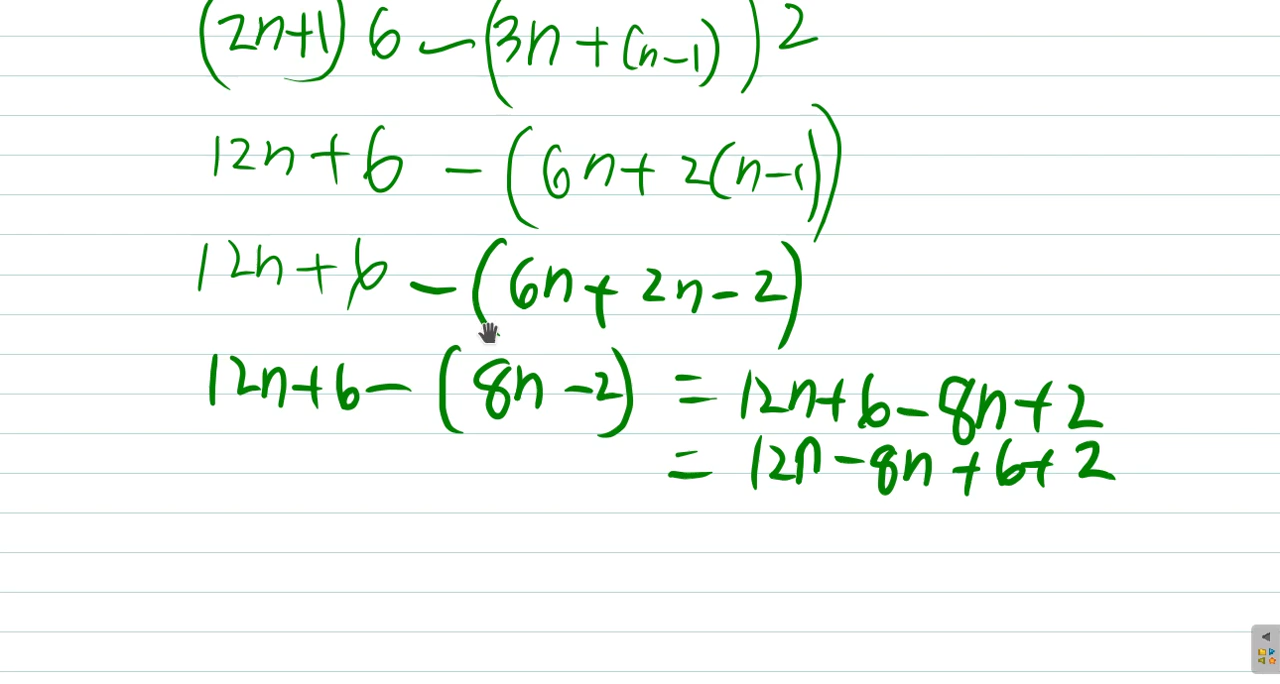 (2n+1)6-(3n+(n-1))2
12n+6-(6n+2(n-1))
12n+6-(6n+2n-2)
12n+6-(8n-2) = 12n+6-8n+2
= 12n-8n+6+2